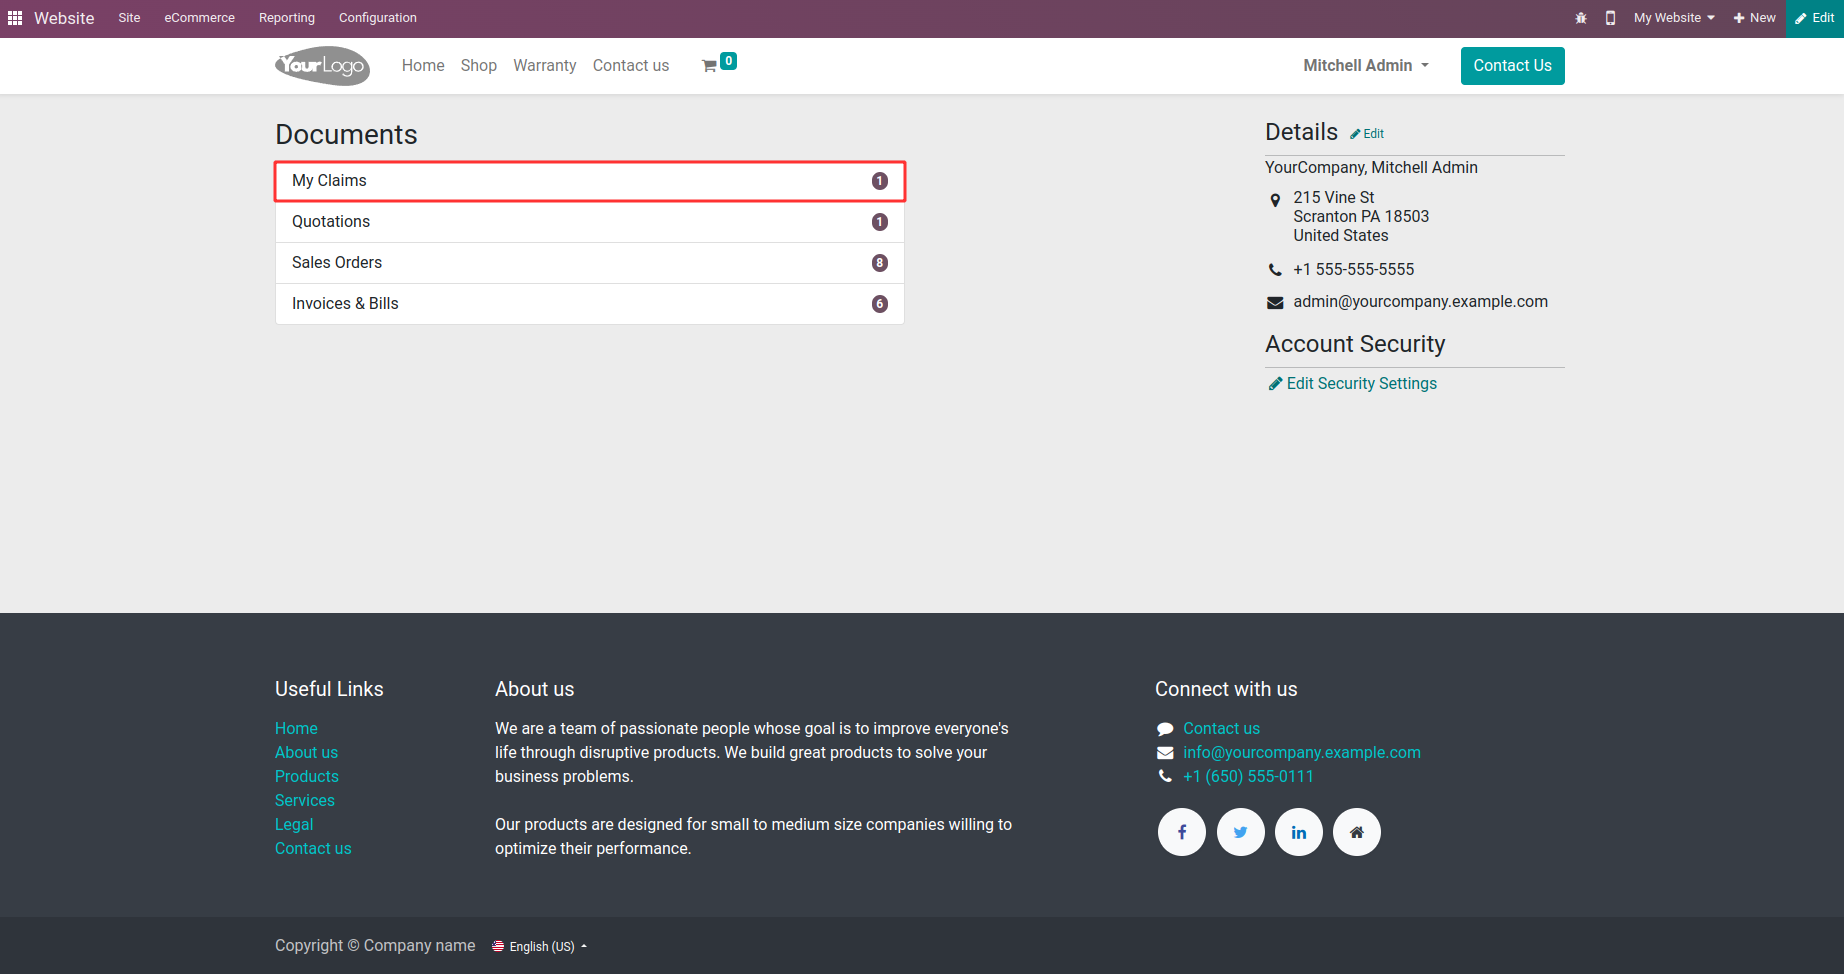 Website Site eCommerce Reporting Configuration My Website New Edit
YourLogo Home Shop Warranty Contact us 0 Mitchell Admin Contact Us
Documents
My Claims 1
Quotations 1
Sales Orders 8
Invoices & Bills 6
Details Edit
YourCompany, Mitchell Admin
215 Vine St
Scranton PA 18503
United States
+1 555-555-5555
admin@yourcompany.example.com
Account Security
Edit Security Settings
Useful Links
Home
About us
Products
Services
Legal
Contact us
About us
We are a team of passionate people whose goal is to improve everyone's
life through disruptive products. We build great products to solve your
business problems.
Our products are designed for small to medium size companies willing to
optimize their performance.
Connect with us
Contact us
info@yourcompany.example.com
+1 (650) 555-0111
Copyright © Company name English (US)